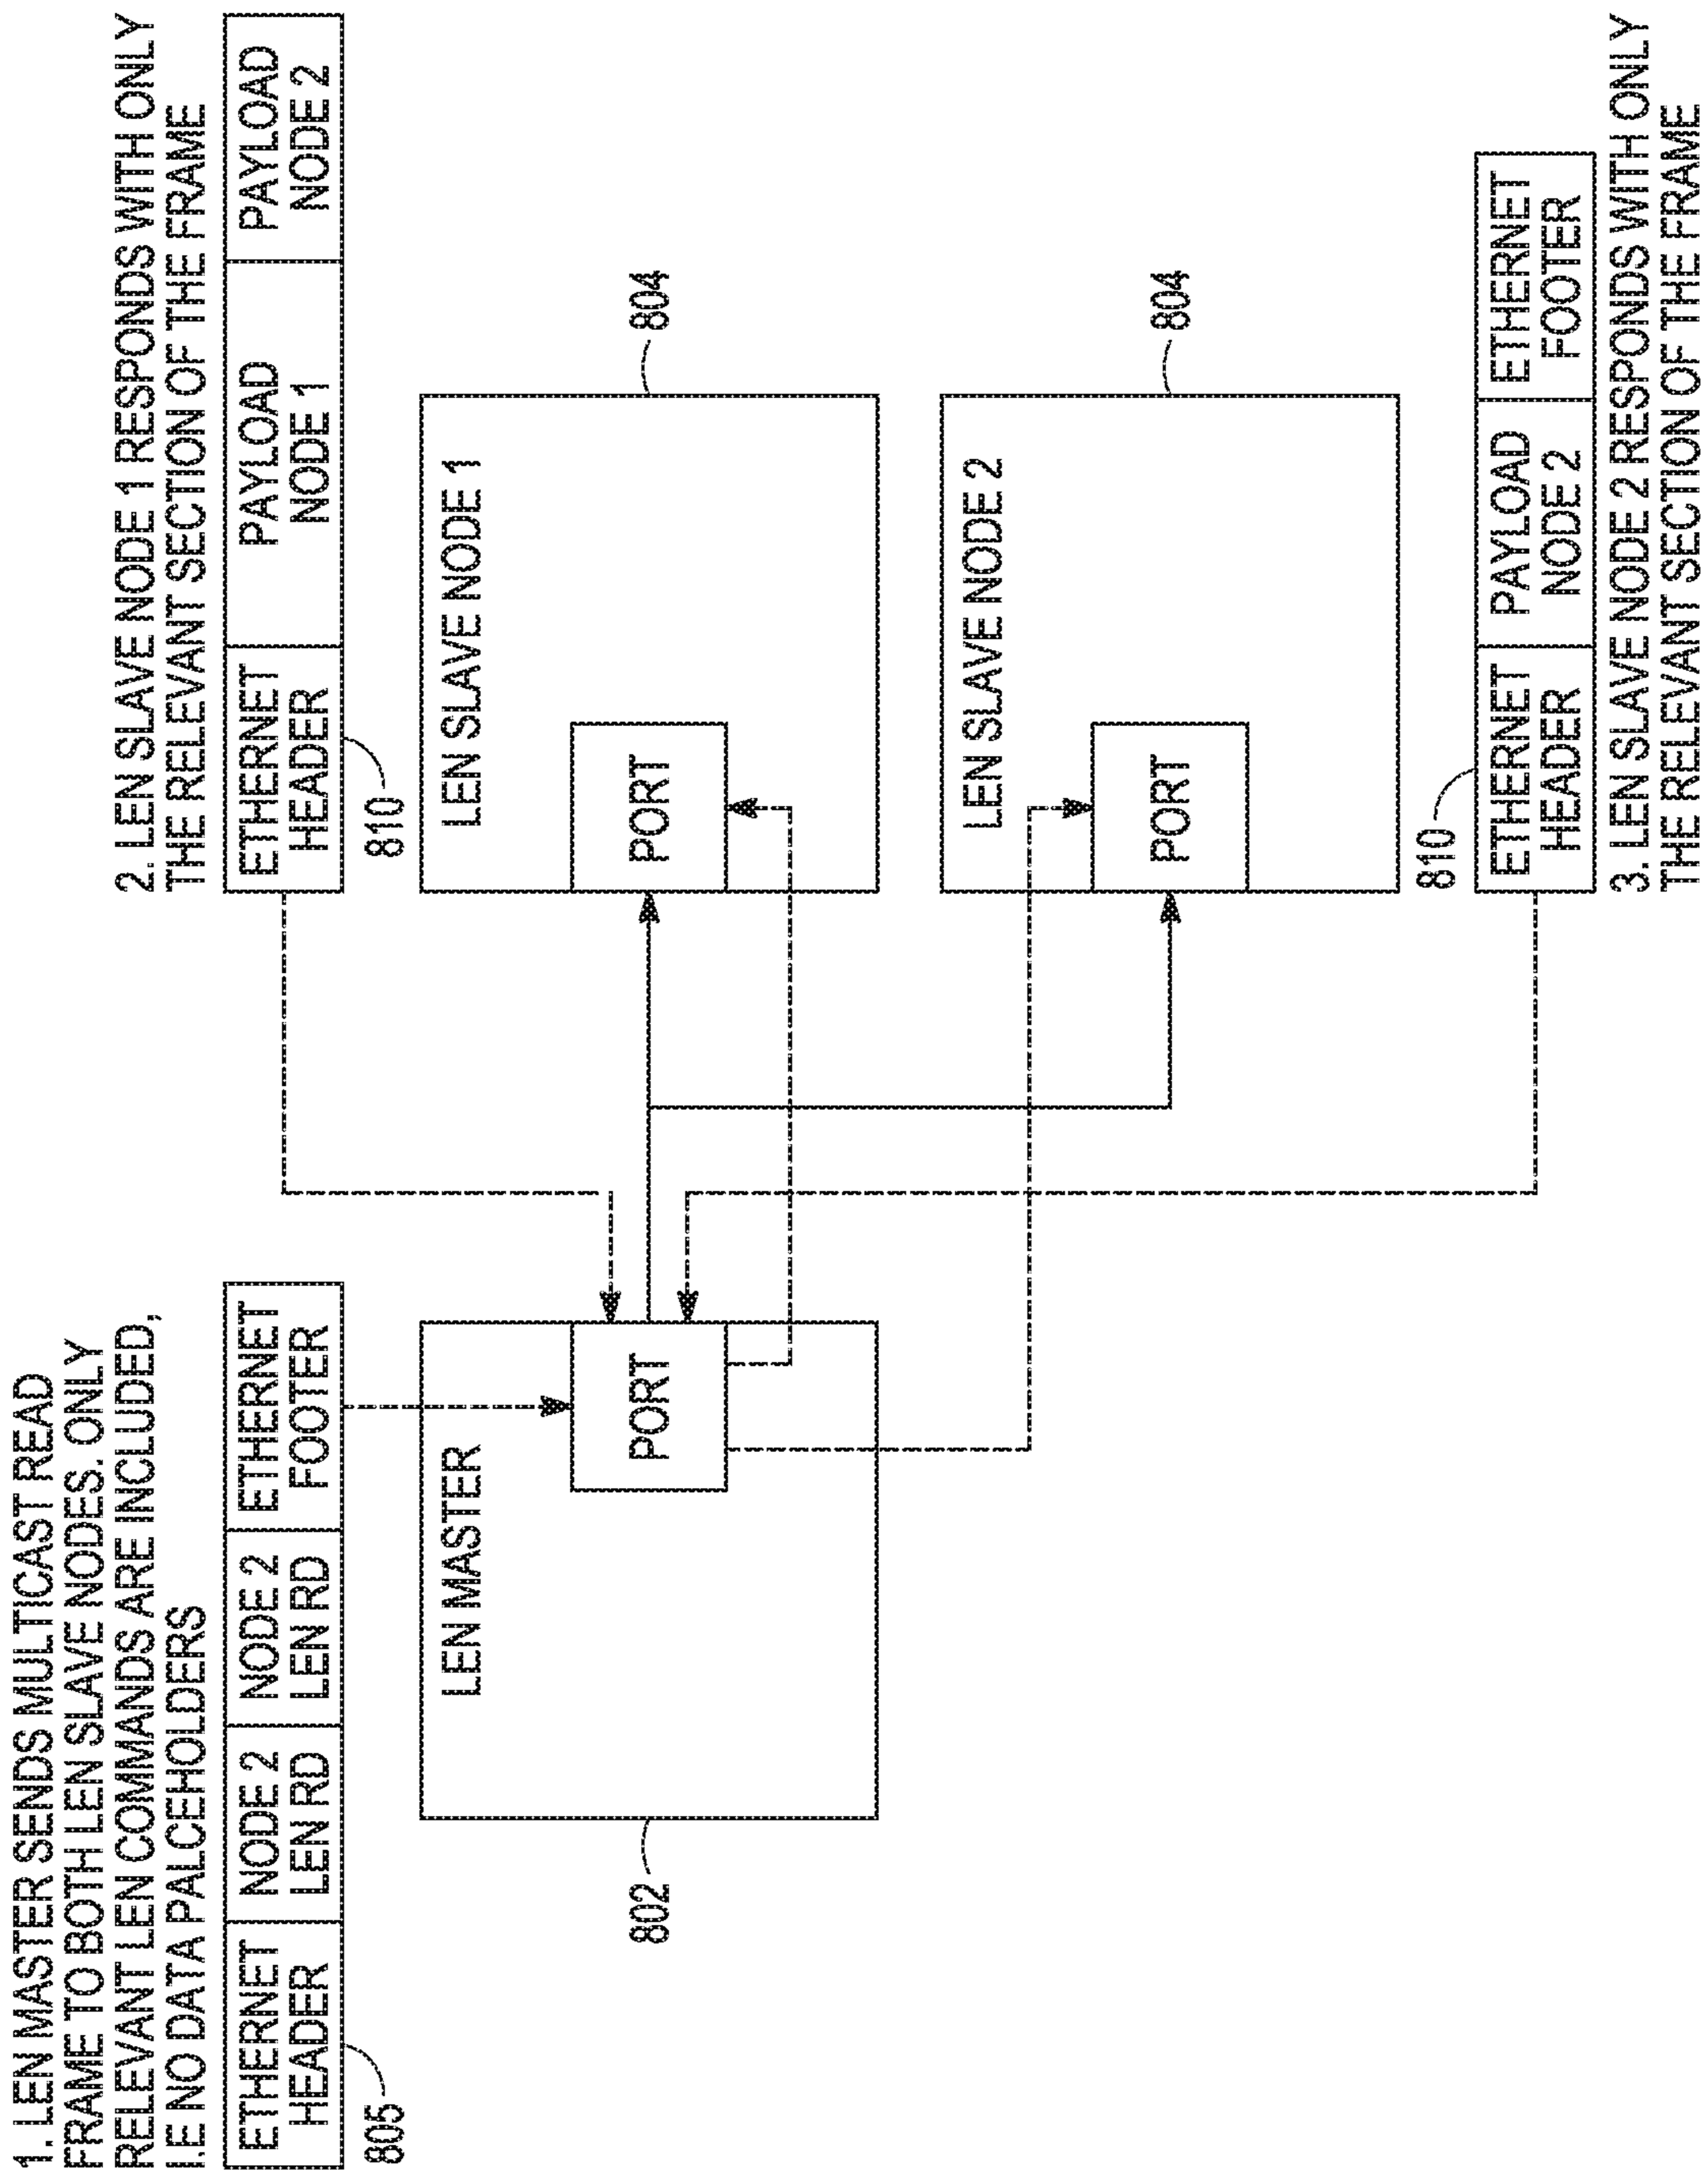 1. LEN MASTER SENDS MULTICAST READ
FRAME TO BOTH LEN SLAVE NODES. ONLY
RELEVANT LEN COMMANDS ARE INCLUDED,
I.E NO DATA PALCEHOLDERS
ETHERNET
HEADER
NODE 2
LEN RD
NODE 2
LEN RD
ETHERNET
FOOTER
805
LEN MASTER
PORT
802
2. LEN SLAVE NODE 1 RESPONDS WITH ONLY
THE RELEVANT SECTION OF THE FRAME
ETHERNET
HEADER
PAYLOAD
NODE 1
PAYLOAD
NODE 2
810
LEN SLAVE NODE 1
PORT
804
LEN SLAVE NODE 2
PORT
804
810
ETHERNET
HEADER
PAYLOAD
NODE 2
ETHERNET
FOOTER
3. LEN SLAVE NODE 2 RESPONDS WITH ONLY
THE RELEVANT SECTION OF THE FRAME